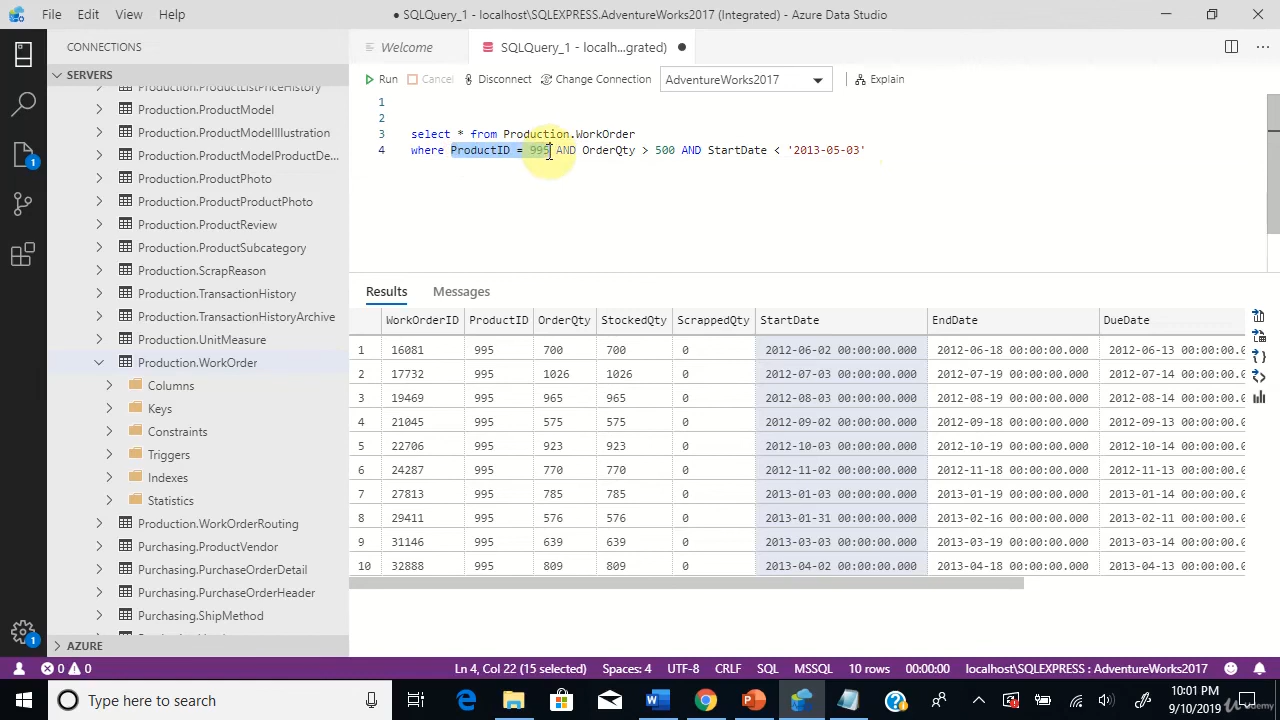 File Edit View Help
● SQLQuery_1 - localhost\SQLEXPRESS.AdventureWorks2017 (Integrated) - Azure Data Studio
CONNECTIONS
SERVERS
Production.ProductListPriceHistory
Production.ProductModel
Production.ProductModelIllustration
Production.ProductModelProductDe...
Production.ProductPhoto
Production.ProductProductPhoto
Production.ProductReview
Production.ProductSubcategory
Production.ScrapReason
Production.TransactionHistory
Production.TransactionHistoryArchive
Production.UnitMeasure
Production.WorkOrder
Columns
Keys
Constraints
Triggers
Indexes
Statistics
Production.WorkOrderRouting
Purchasing.ProductVendor
Purchasing.PurchaseOrderDetail
Purchasing.PurchaseOrderHeader
Purchasing.ShipMethod
AZURE
1
1
Welcome
SQLQuery_1 - localh...grated) ●
Run Cancel Disconnect Change Connection AdventureWorks2017 Explain
1
2
3 select * from Production.WorkOrder
4 where ProductID = 995 AND OrderQty > 500 AND StartDate < '2013-05-03'
Results Messages
WorkOrderID ProductID OrderQty StockedQty ScrappedQty StartDate EndDate DueDate
1 16081 995 700 700 0 2012-06-02 00:00:00.000 2012-06-18 00:00:00.000 2012-06-13 00:00:00.0
2 17732 995 1026 1026 0 2012-07-03 00:00:00.000 2012-07-19 00:00:00.000 2012-07-14 00:00:00.0
3 19469 995 965 965 0 2012-08-03 00:00:00.000 2012-08-19 00:00:00.000 2012-08-14 00:00:00.0
4 21045 995 575 575 0 2012-09-02 00:00:00.000 2012-09-18 00:00:00.000 2012-09-13 00:00:00.0
5 22706 995 923 923 0 2012-10-03 00:00:00.000 2012-10-19 00:00:00.000 2012-10-14 00:00:00.0
6 24287 995 770 770 0 2012-11-02 00:00:00.000 2012-11-18 00:00:00.000 2012-11-13 00:00:00.0
7 27813 995 785 785 0 2013-01-03 00:00:00.000 2013-01-19 00:00:00.000 2013-01-14 00:00:00.0
8 29411 995 576 576 0 2013-01-31 00:00:00.000 2013-02-16 00:00:00.000 2013-02-11 00:00:00.0
9 31146 995 639 639 0 2013-03-03 00:00:00.000 2013-03-19 00:00:00.000 2013-03-14 00:00:00.0
10 32888 995 809 809 0 2013-04-02 00:00:00.000 2013-04-18 00:00:00.000 2013-04-13 00:00:00.0
0 0 Ln 4, Col 22 (15 selected) Spaces: 4 UTF-8 CRLF SQL MSSQL 10 rows 00:00:00 localhost\SQLEXPRESS : AdventureWorks2017
Type here to search
10:01 PM
9/10/2019
Udemy